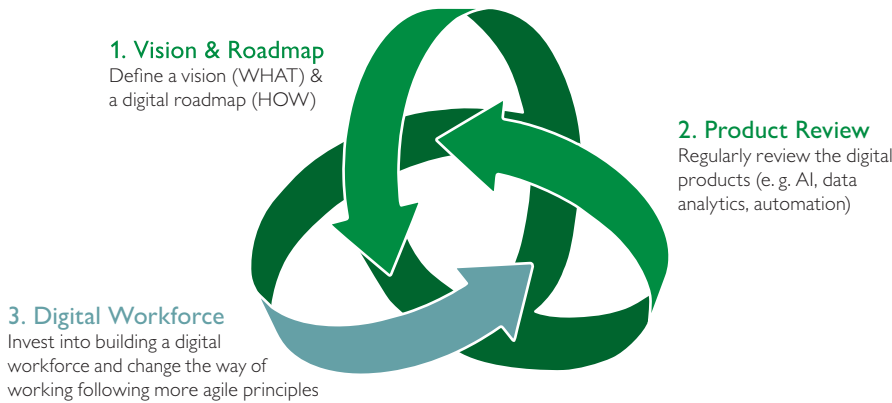 1. Vision & Roadmap
Define a vision (WHAT) &
a digital roadmap (HOW)
2. Product Review
Regularly review the digital
products (e. g. AI, data
analytics, automation)
3. Digital Workforce
Invest into building a digital
workforce and change the way of
working following more agile principles